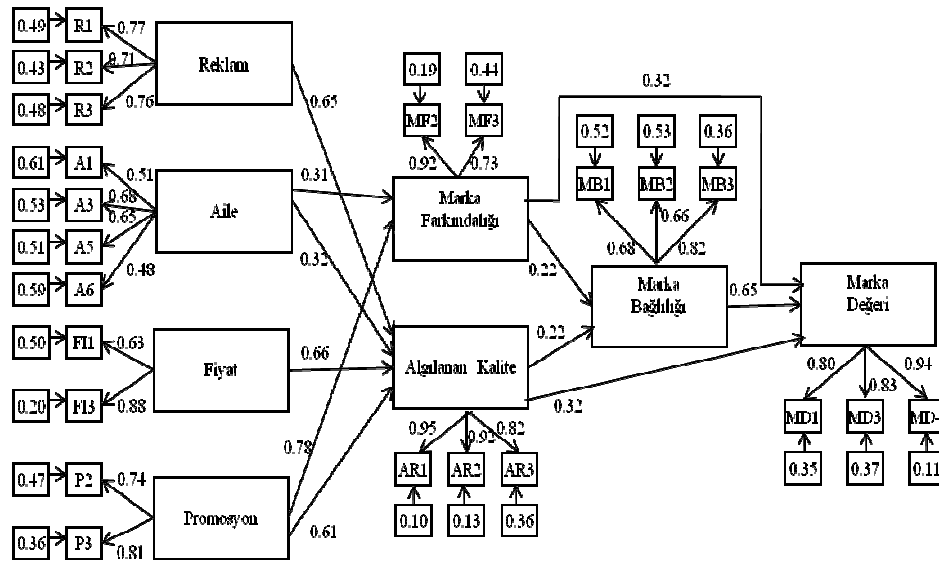 0.49 R1 0.77
0.43 R2 0.71
0.48 R3 0.76
Reklam
0.65
0.61 A1 0.51
0.53 A3 0.68
0.51 A5 0.65
0.59 A6 0.48
Aile
0.31
0.32
0.50 FI1 0.63
0.20 FI3 0.88
Fiyat
0.66
0.47 P2 0.74
0.36 P3 0.81
Promosyon
0.78
0.61
0.19 0.44
MF2 MF3
0.92 0.73
Marka
Farkındalığı
0.32
0.22
Algılanan Kalite
0.22
0.32
0.95 0.92 0.82
AR1 AR2 AR3
0.10 0.13 0.36
0.52 0.53 0.36
MB1 MB2 MB3
0.68 0.66 0.82
Marka
Bağlılığı
0.65
Marka
Değeri
0.80 0.83 0.94
MD1 MD3 MD
0.35 0.37 0.11